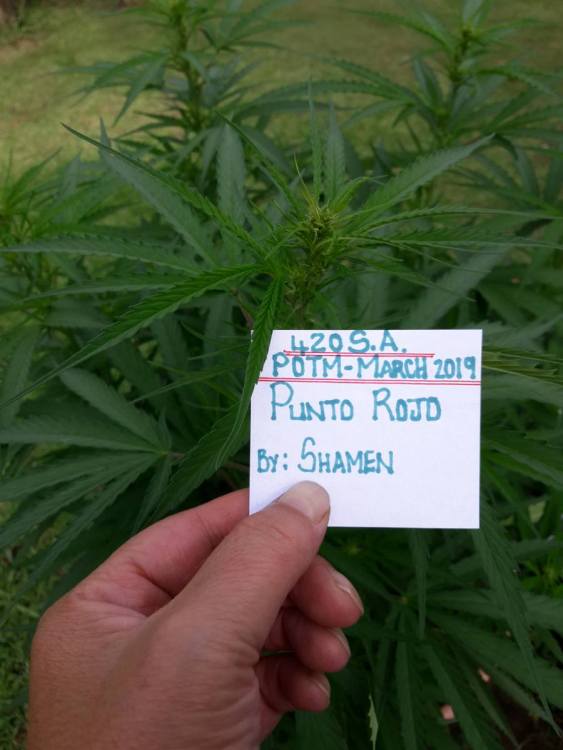 420 S.A.
POTM-MARCH 2019
PUNTO ROJO
BY: SHAMEN